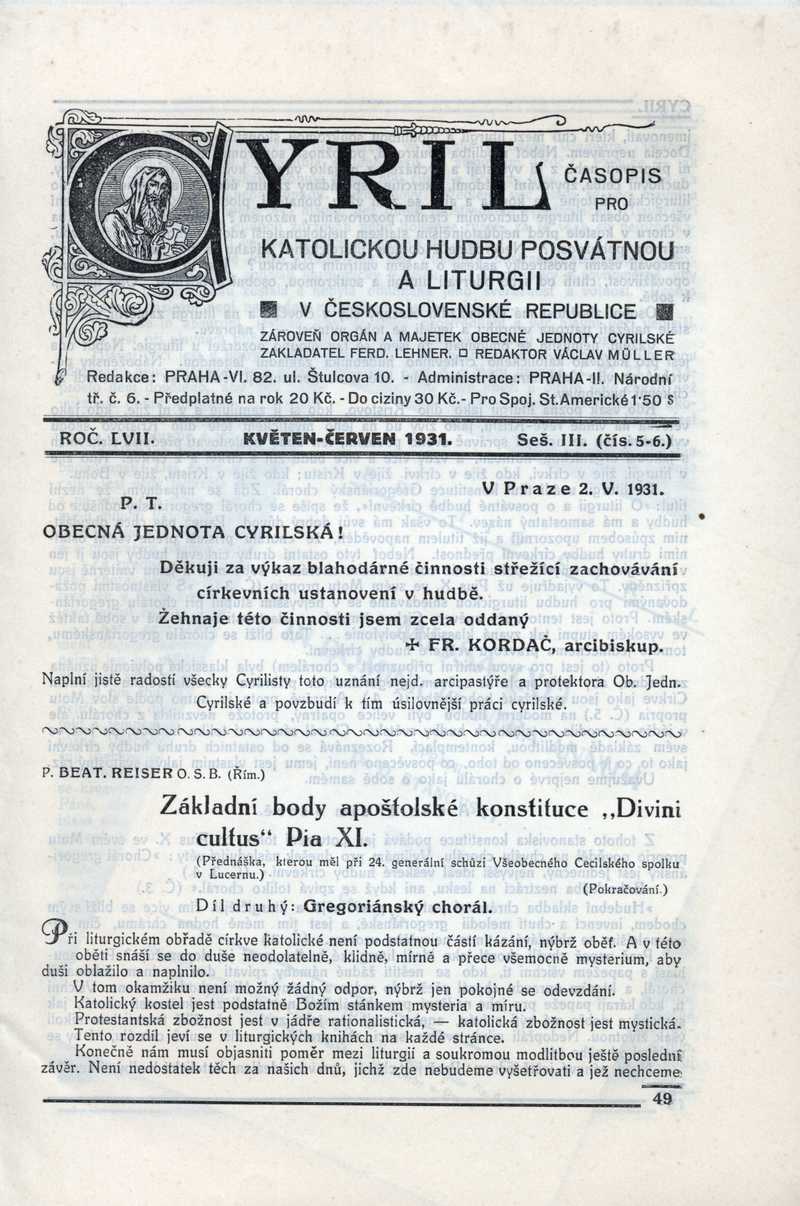 CYRIL
ČASOPIS
PRO
KATOLICKOU HUDBU POSVÁTNOU
A LITURGII
V ČESKOSLOVENSKÉ REPUBLICE
ZÁROVEŇ ORGÁN A MAJETEK OBECNÉ JEDNOTY CYRILSKÉ
ZAKLADATEL FERD. LEHNER. □ REDAKTOR VÁCLAV MÜLLER
Redakce: PRAHA-VI. 82. ul. Štulcova 10. - Administrace: PRAHA-II. Národní
tř. č. 6. - Předplatné na rok 20 Kč. - Do ciziny 30 Kč.- Pro Spoj. St. Americké 1·50 $
ROČ. LVII. KVĚTEN-ČERVEN 1931. Seš. III. (čís. 5-6.)
V Praze 2. V. 1931.
P. T.
OBECNÁ JEDNOTA CYRILSKÁ!
Děkuji za výkaz blahodárné činnosti střežící zachovávání
církevních ustanovení v hudbě.
Žehnaje této činnosti jsem zcela oddaný
✠ FR. KORDAČ, arcibiskup.
Naplní jistě radostí všecky Cyrilisty toto uznání nejd. arcipastýře a protektora Ob. Jedn.
Cyrilské a povzbudí k tím úsilovnější práci cyrilské.
P. BEAT. REISER O. S. B. (Řím.)
Základní body apoštolské konstituce „Divini
cultus“ Pia XI.
(Přednáška, kterou měl při 24. generální schůzi Všeobecného Cecilského spolku
v Lucernu.)
(Pokračování.)
Díl druhý: Gregoriánský chorál.
Při liturgickém obřadě církve katolické není podstatnou částí kázání, nýbrž oběť. A v této
oběti snáší se do duše neodolatelně, klidně, mírně a přece všemocně mysterium, aby
duši oblažilo a naplnilo.
V tom okamžiku není možný žádný odpor, nýbrž jen pokojné se odevzdání.
Katolický kostel jest podstatně Božím stánkem mysteria a míru.
Protestantská zbožnost jest v jádře rationalistická, — katolická zbožnost jest mystická.
Tento rozdíl jeví se v liturgických knihách na každé stránce.
Konečně nám musí objasniti poměr mezi liturgií a soukromou modlitbou ještě poslední
závěr. Není nedostatek těch za našich dnů, jichž zde nebudeme vyšetřovati a jež nechceme
49